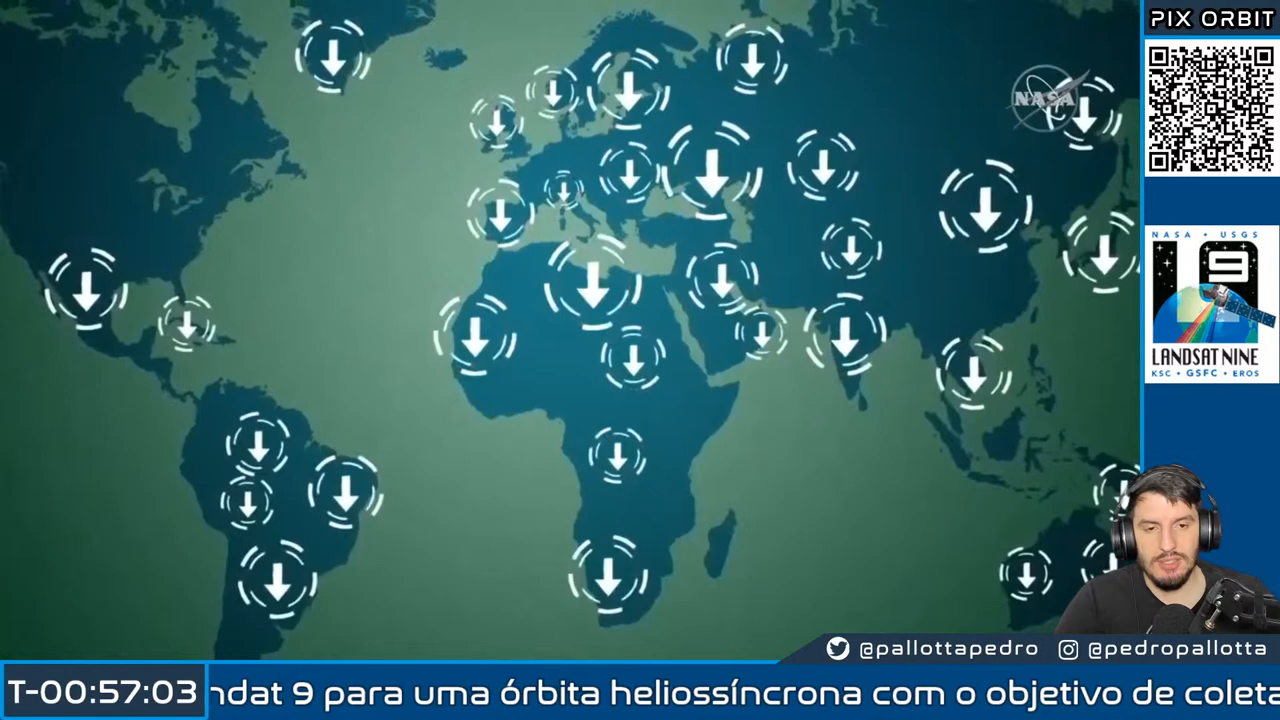 PIX ORBIT
NASA
NASA • USGS
L9
LANDSAT NINE
KSC • GSFC • EROS
@pallottapedro
@pedropallotta
T-00:57:03
ndat 9 para uma órbita heliossíncrona com o objetivo de coleta